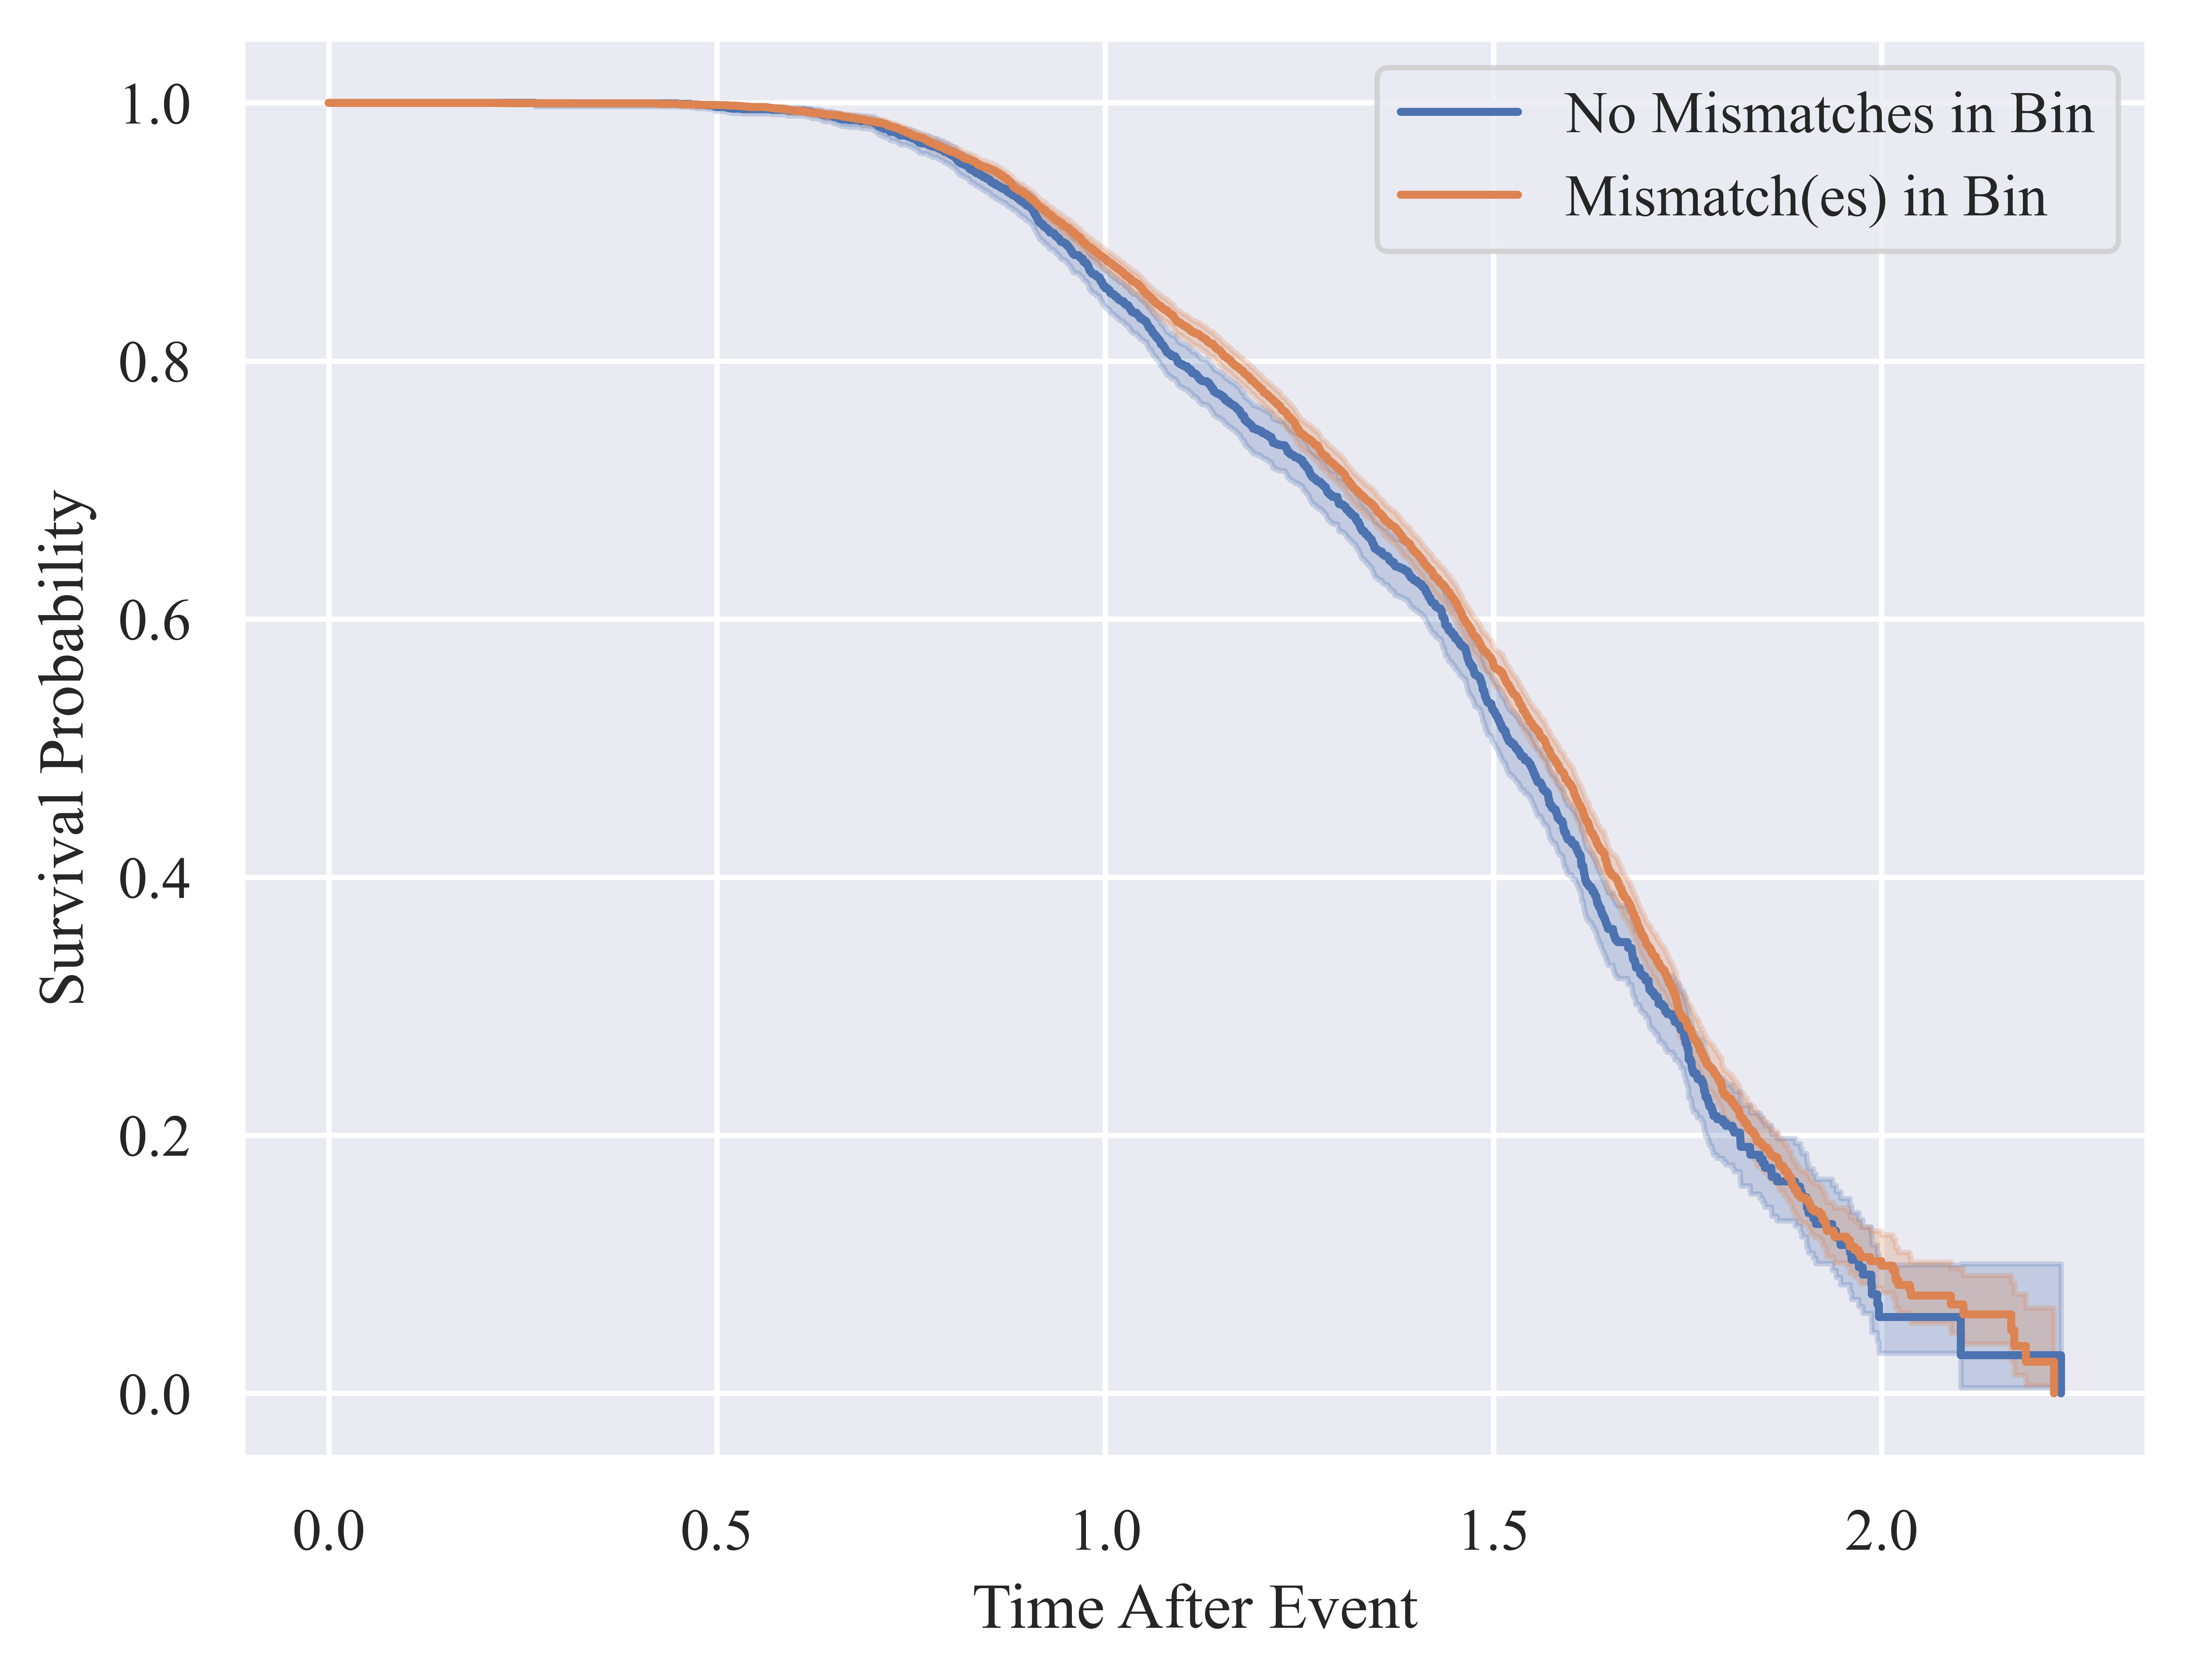 No Mismatches in Bin
Mismatch(es) in Bin
1.0
0.8
0.6
0.4
0.2
0.0
Survival Probability
0.0 0.5 1.0 1.5 2.0
Time After Event